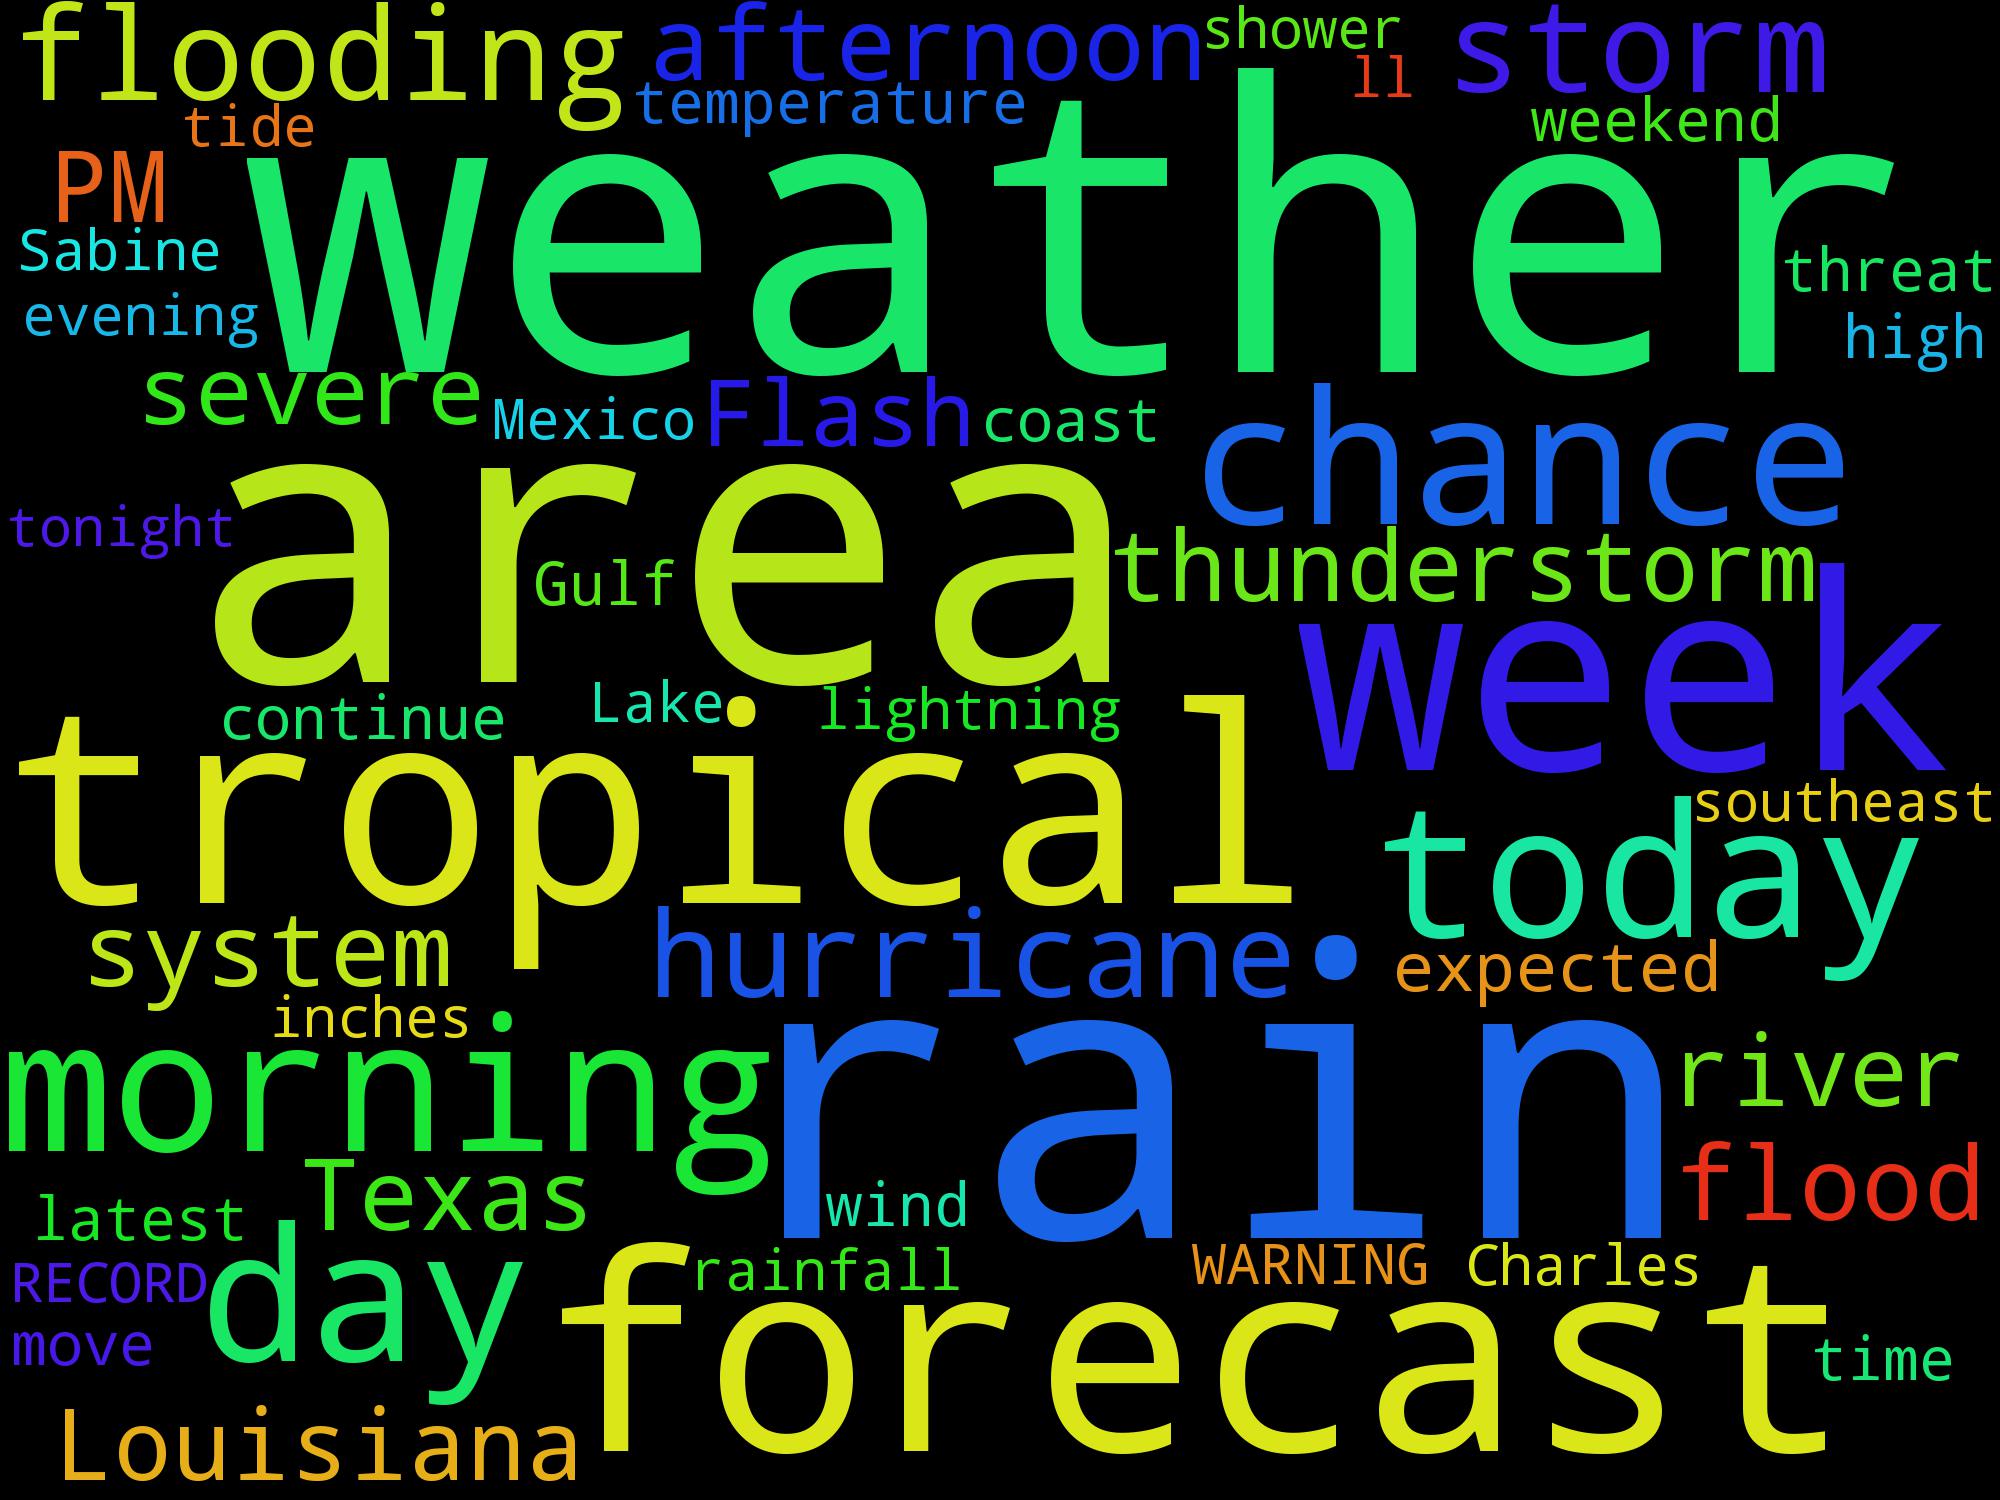 flooding
afternoon
shower
storm
ll
temperature
weekend
tide
PM
weather
Sabine
threat
evening
high
severe
Mexico
Flash
coast
chance
area
tonight
thunderstorm
Gulf
week
continue
Lake
lightning
tropical
southeast
today
system
hurricane
expected
inches
morning
rain
river
flood
Texas
latest
wind
day
RECORD
rainfall
WARNING
Charles
forecast
move
time
Louisiana